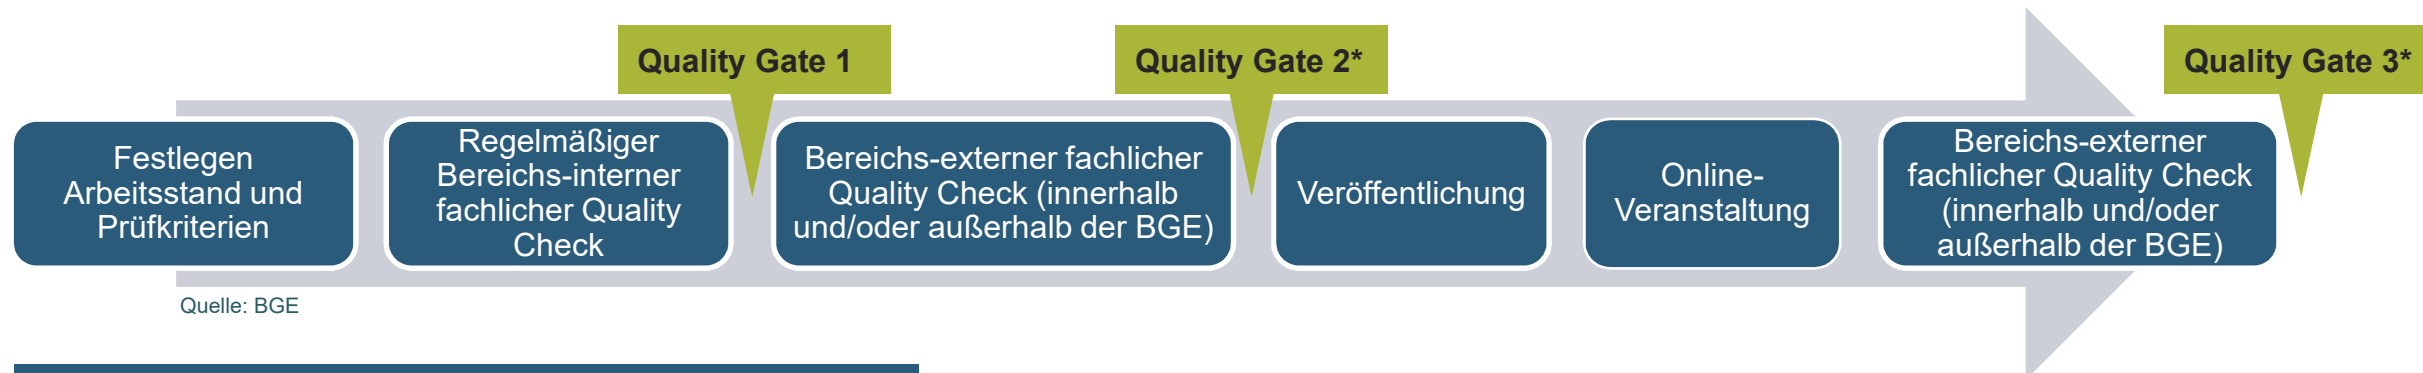 Quality Gate 1
Quality Gate 2*
Quality Gate 3*
Festlegen
Arbeitsstand und
Prüfkriterien
Regelmäßiger
Bereichs-interner
fachlicher Quality
Check
Bereichs-externer fachlicher
Quality Check (innerhalb
und/oder außerhalb der BGE)
Veröffentlichung
Online-
Veranstaltung
Bereichs-externer
fachlicher Quality Check
(innerhalb und/oder
außerhalb der BGE)
Quelle: BGE